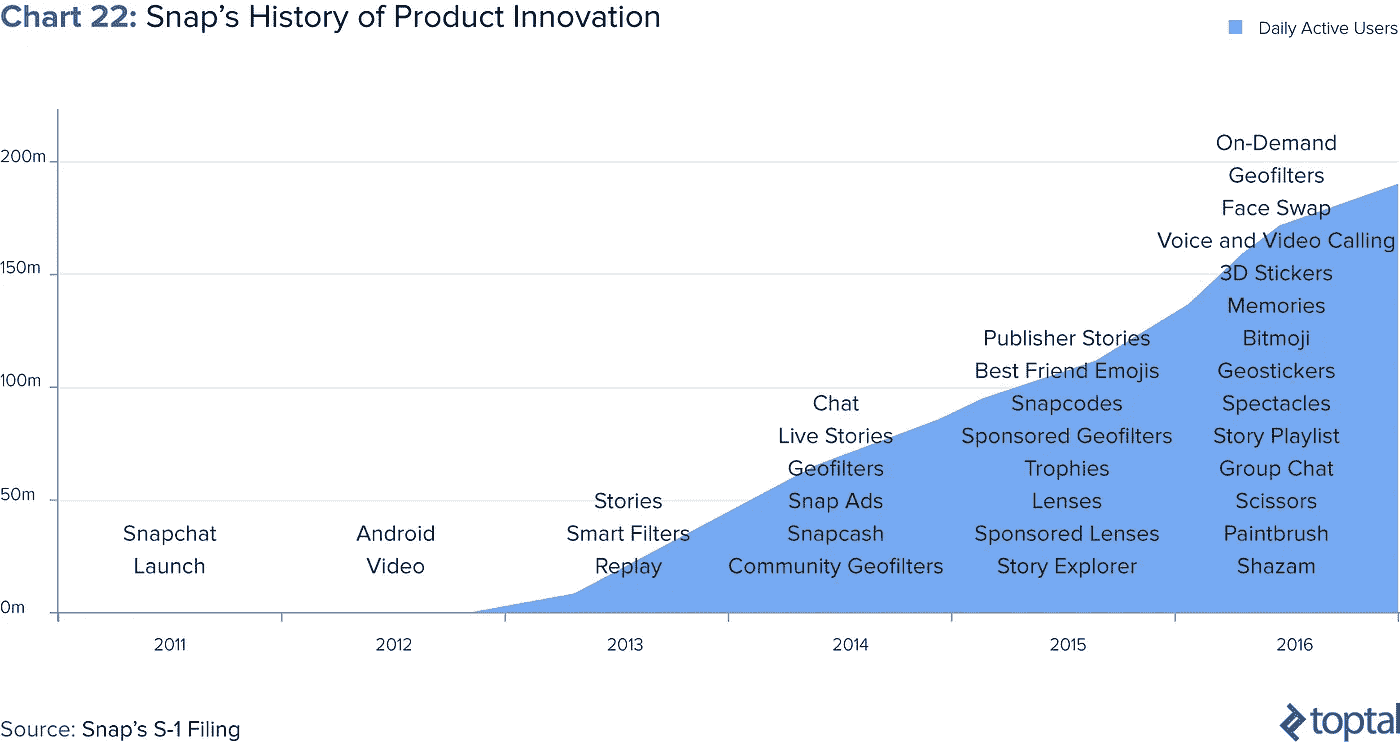 Chart 22: Snap's History of Product Innovation
Daily Active Users
200m
150m
100m
50m
0m
Snapchat
Launch
Android
Video
Stories
Smart Filters
Replay
Chat
Live Stories
Geofilters
Snap Ads
Snapcash
Community Geofilters
Publisher Stories
Best Friend Emojis
Snapcodes
Sponsored Geofilters
Trophies
Lenses
Sponsored Lenses
Story Explorer
On-Demand
Geofilters
Face Swap
Voice and Video Calling
3D Stickers
Memories
Bitmoji
Geostickers
Spectacles
Story Playlist
Group Chat
Scissors
Paintbrush
Shazam
2011
2012
2013
2014
2015
2016
Source: Snap's S-1 Filing
toptal